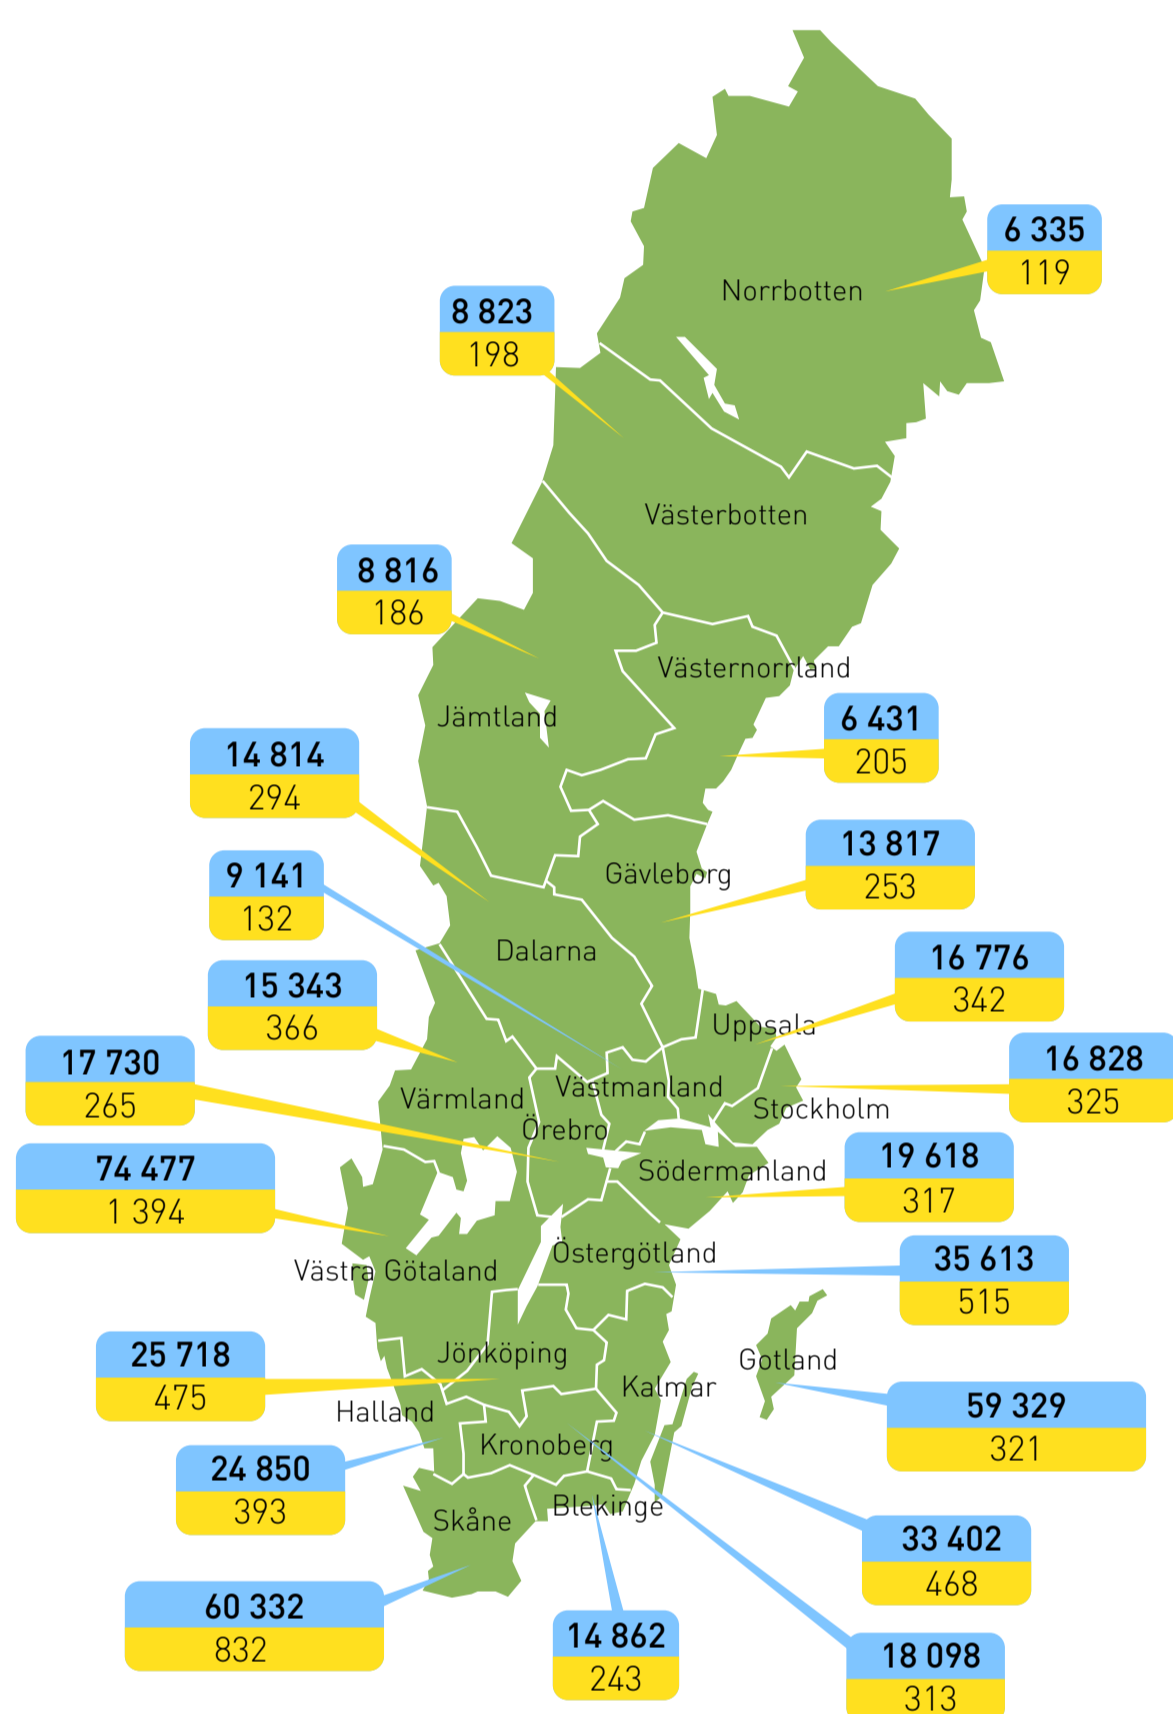 6 335
119
Norrbotten
8 823
198
Västerbotten
8 816
186
Västernorrland
6 431
205
Jämtland
14 814
294
13 817
253
Gävleborg
9 141
132
Dalarna
16 776
342
15 343
366
Uppsala
17 730
265
16 828
325
Västmanland
Värmland
Stockholm
Örebro
74 477
1 394
19 618
317
Södermanland
35 613
515
Östergötland
Västra Götaland
25 718
475
Jönköping
Gotland
Kalmar
59 329
321
Halland
Kronoberg
24 850
393
Blekinge
Skåne
33 402
468
60 332
832
14 862
243
18 098
313